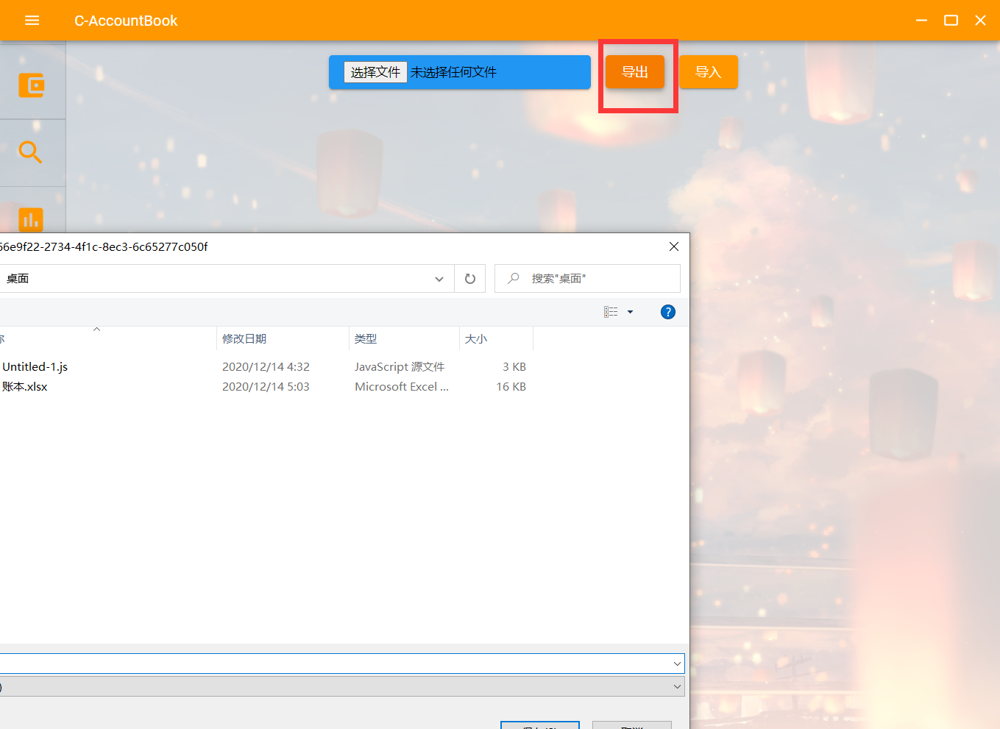 C-AccountBook
选择文件 未选择任何文件
导出
导入
56e9f22-2734-4f1c-8ec3-6c65277c050f
桌面
搜索"桌面"
修改日期 类型 大小
Untitled-1.js 2020/12/14 4:32 JavaScript 源文件 3 KB
账本.xlsx 2020/12/14 5:03 Microsoft Excel ... 16 KB
)